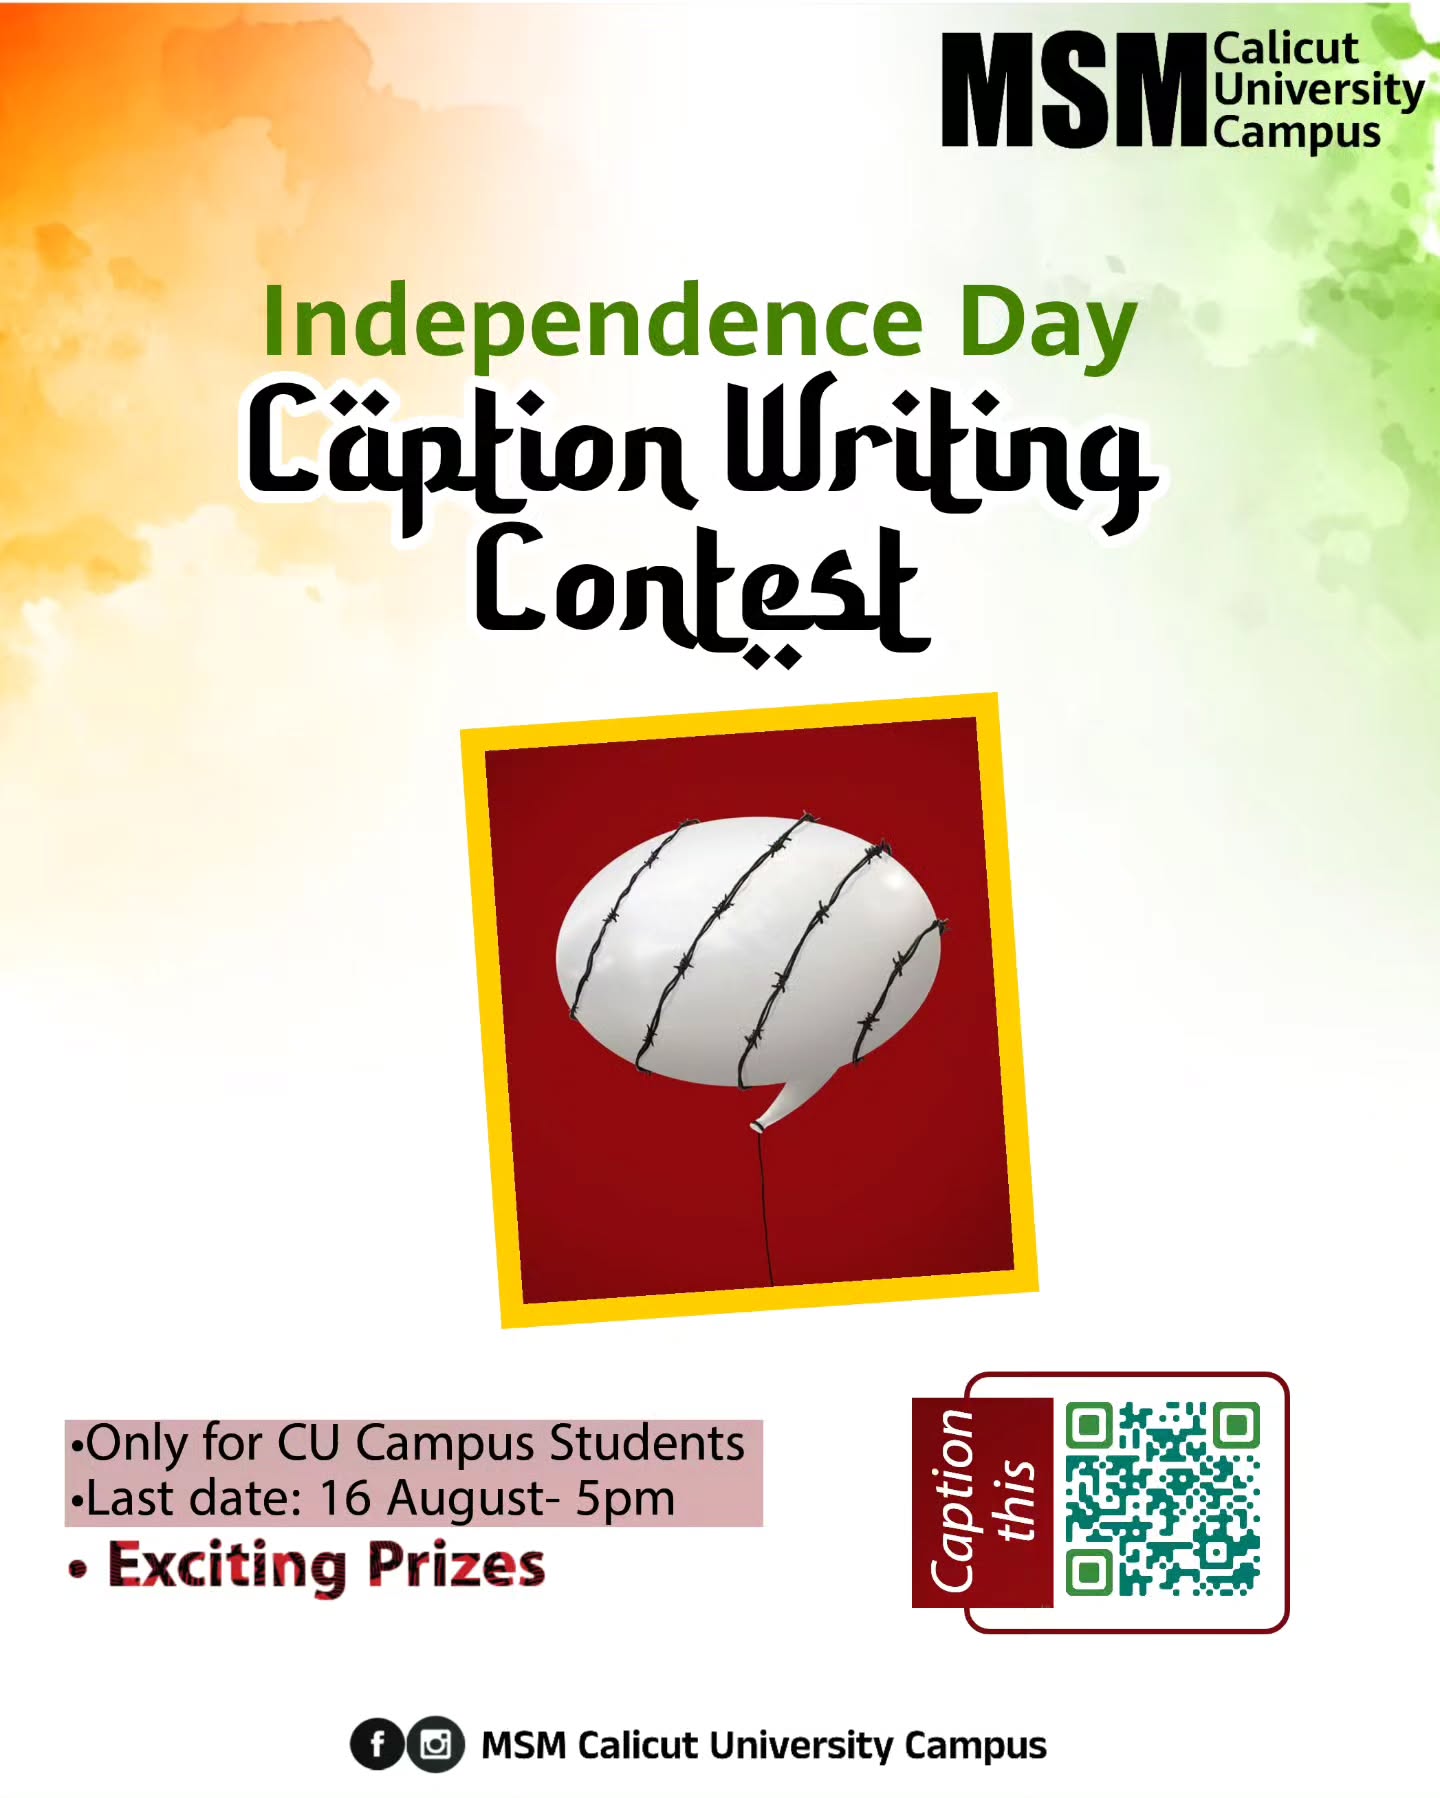 MSM Calicut
University
Campus
Independence Day
Caption Writing
Contest
•Only for CU Campus Students
•Last date: 16 August- 5pm
• Exciting Prizes
Caption
this
MSM Calicut University Campus